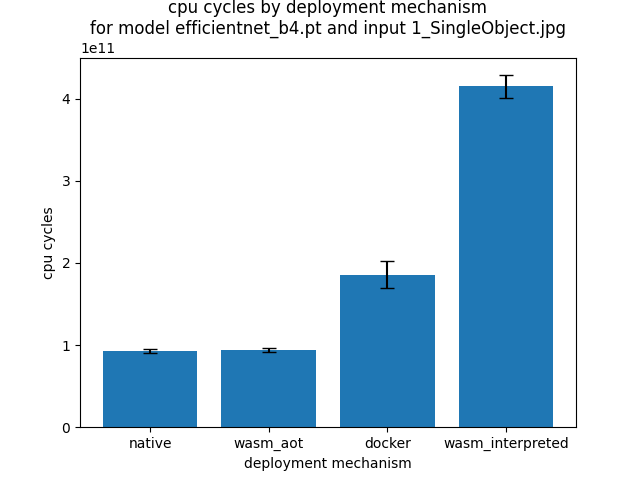 cpu cycles by deployment mechanism
for model efficientnet_b4.pt and input 1_SingleObject.jpg
1e11
4
3
2
1
0
cpu cycles
native wasm_aot docker wasm_interpreted
deployment mechanism